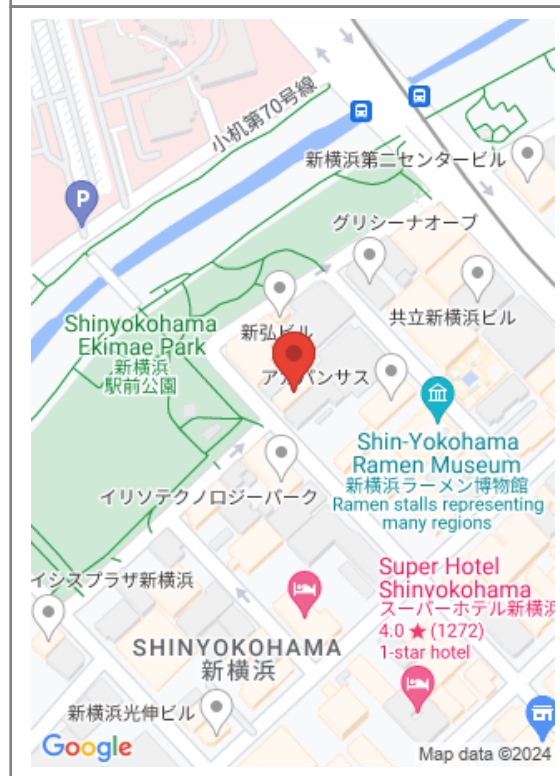 小机第70号線
P
新横浜第二センタービル
グリシーナオーブ
Shinyokohama
Ekimae Park
新横浜
駅前公園
新弘ビル
共立新横浜ビル
Shin-Yokohama
Ramen Museum
新横浜ラーメン博物館
Ramen stalls representing
many regions
イリソテクノロジーパーク
Super Hotel
Shinyokohama
スーパーホテル新横浜
4.0 ★ (1272)
1-star hotel
イシスプラザ新横浜
SHINYOKOHAMA
新横浜
新横浜光伸ビル
Google
Map data ©2024